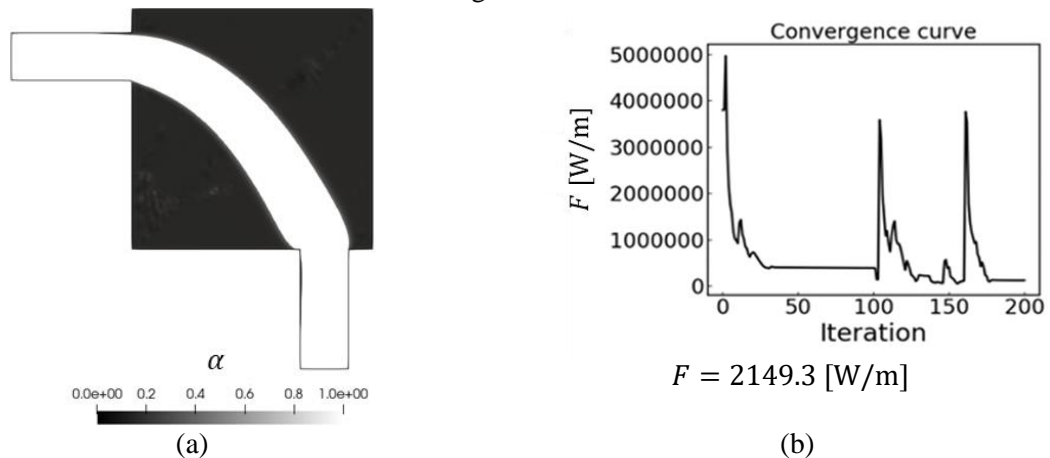 α
0.0e+00 0.2 0.4 0.6 0.8 1.0e+00
(a)
Convergence curve
F [W/m]
5000000
4000000
3000000
2000000
1000000
0
0 50 100 150 200
Iteration
F = 2149.3 [W/m]
(b)